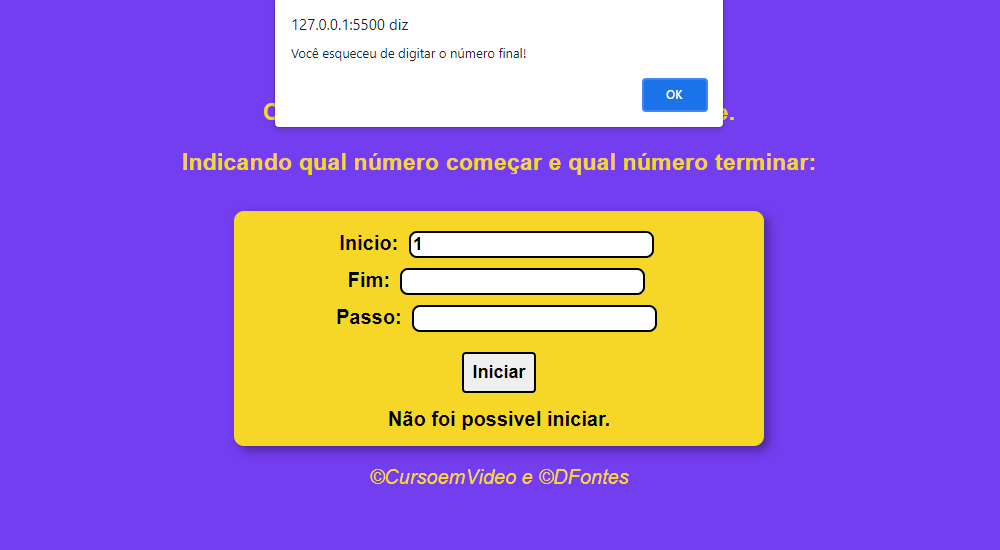 127.0.0.1:5500 diz
Você esqueceu de digitar o número final!
OK
Indicando qual número começar e qual número terminar:
Inicio: 1
Fim:
Passo:
Iniciar
Não foi possivel iniciar.
©CursoemVideo e ©DFontes